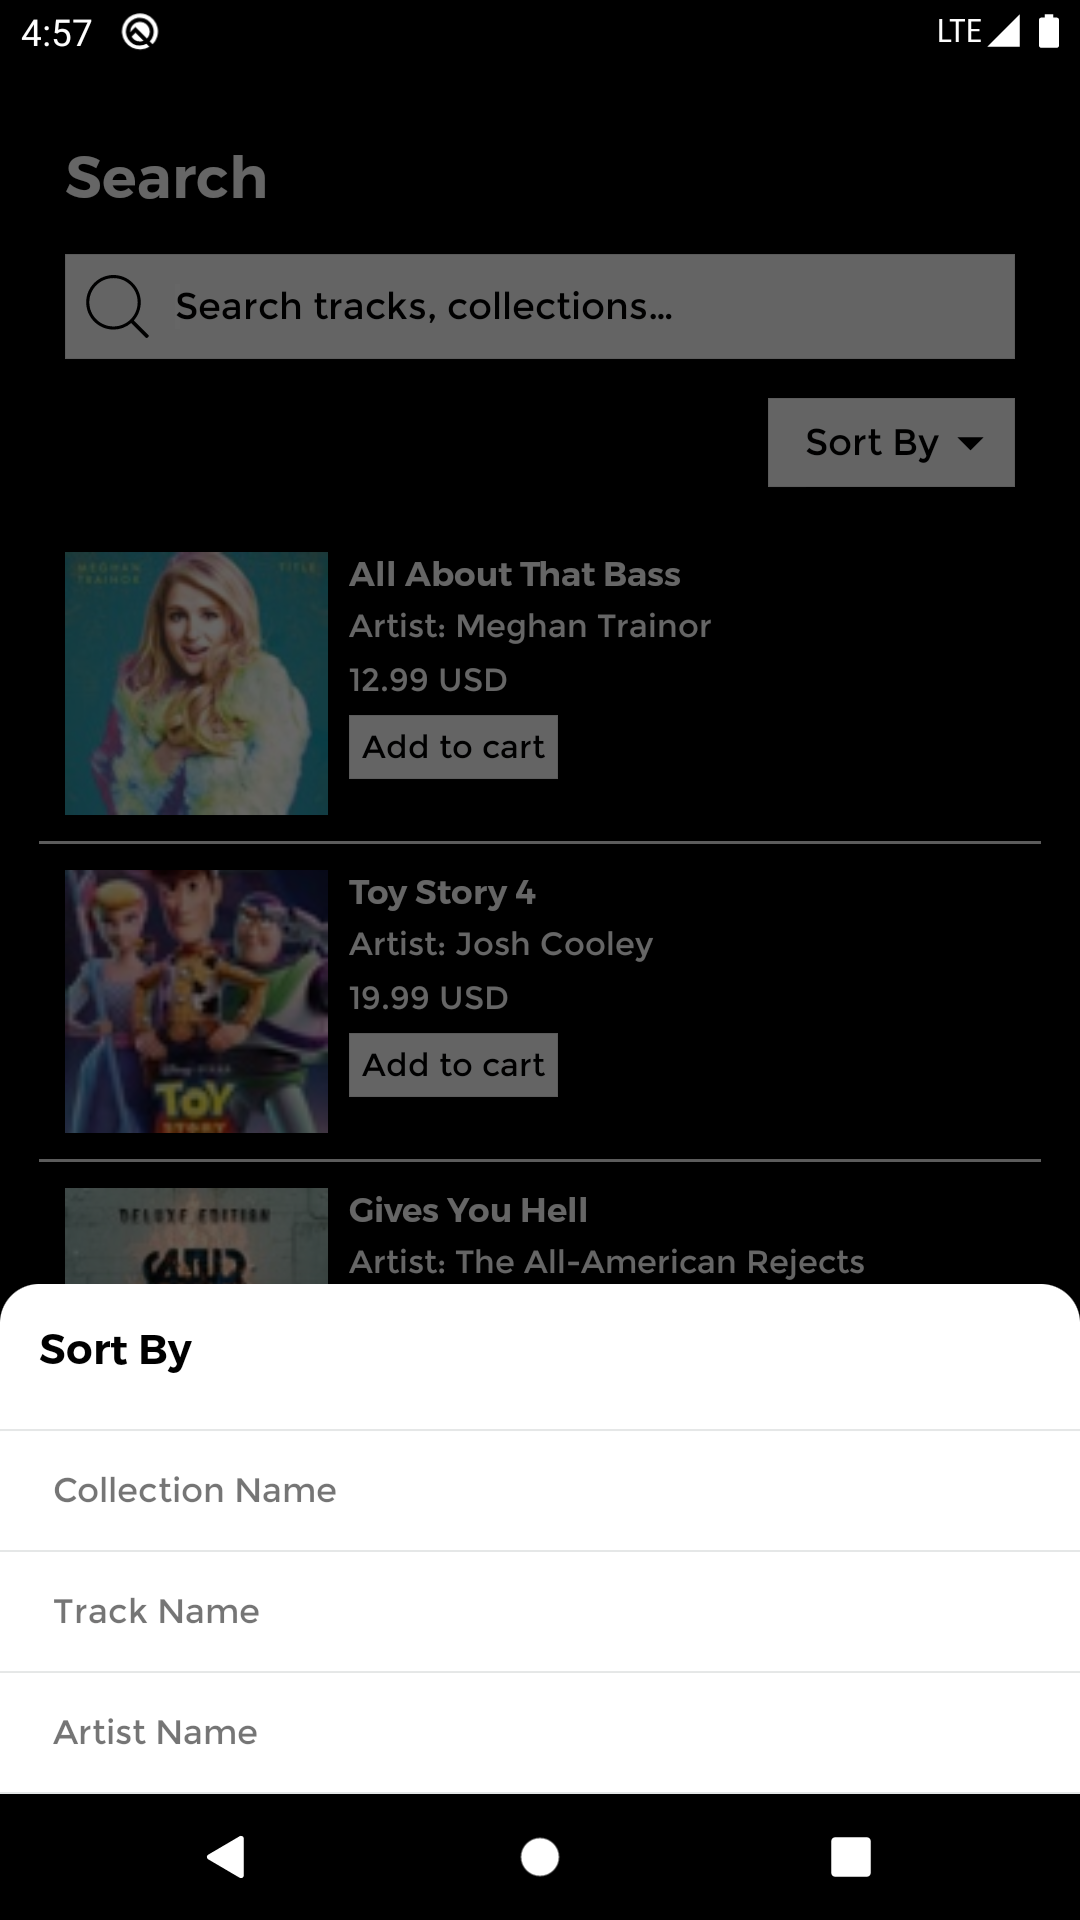 4:57
LTE
Search
Search tracks, collections...
Sort By
MEGHAN TRAINOR
TITLE
All About That Bass
Artist: Meghan Trainor
12.99 USD
Add to cart
Toy Story 4
Artist: Josh Cooley
19.99 USD
Add to cart
Disney PIXAR
TOY
STORY
DELUXE EDITION
Gives You Hell
Artist: The All-American Rejects
Sort By
Collection Name
Track Name
Artist Name